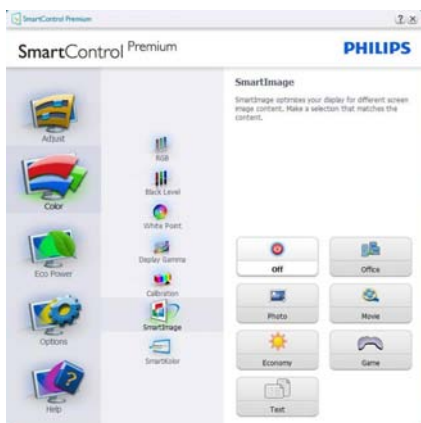 SmartControl Premium
SmartControl Premium
PHILIPS
Adjust
Color
Eco Power
Options
Help
RGB
Black Level
White Point
Display Gamma
Calibration
SmartImage
SmartKolor
SmartImage
SmartImage optimizes your display for different screen
image content. Make a selection that matches the
content.
Off
Office
Photo
Movie
Economy
Game
Text